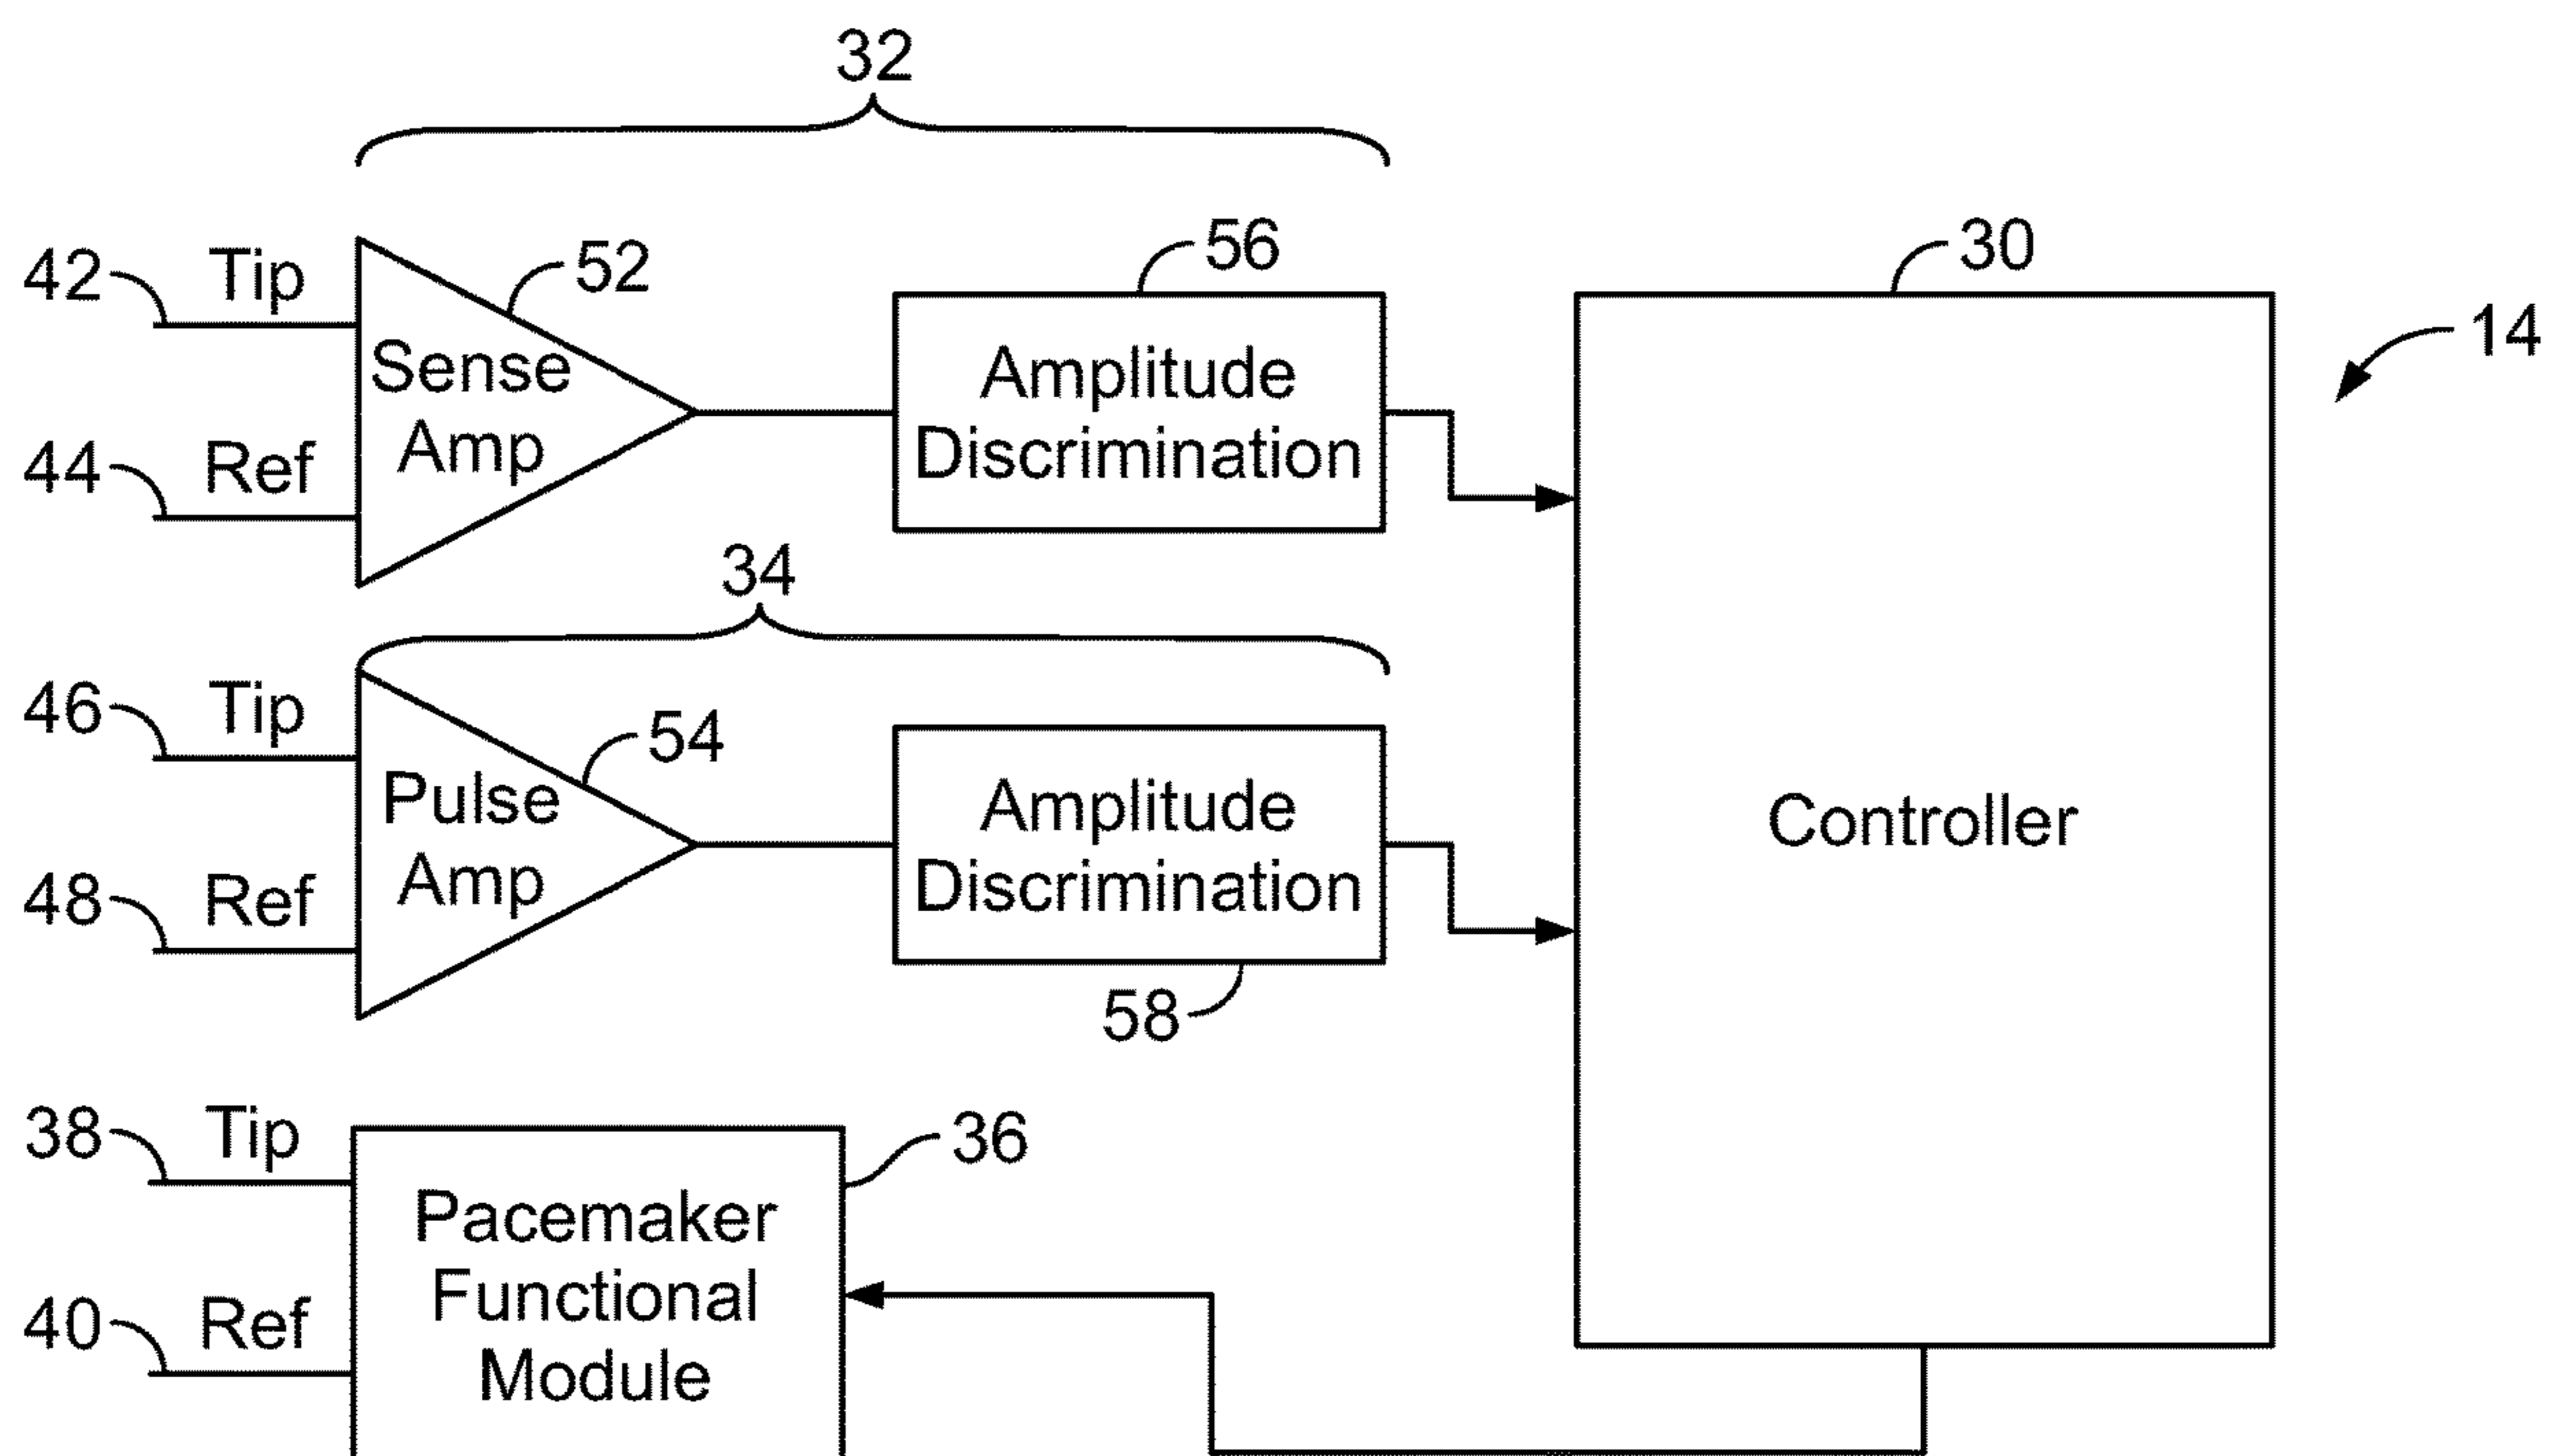 32
42
Tip
52
56
30
14
Sense
Amp
Amplitude
Discrimination
44
Ref
34
46
Tip
54
Pulse
Amp
Amplitude
Discrimination
Controller
48
Ref
58
38
Tip
36
Pacemaker
Functional
Module
40
Ref